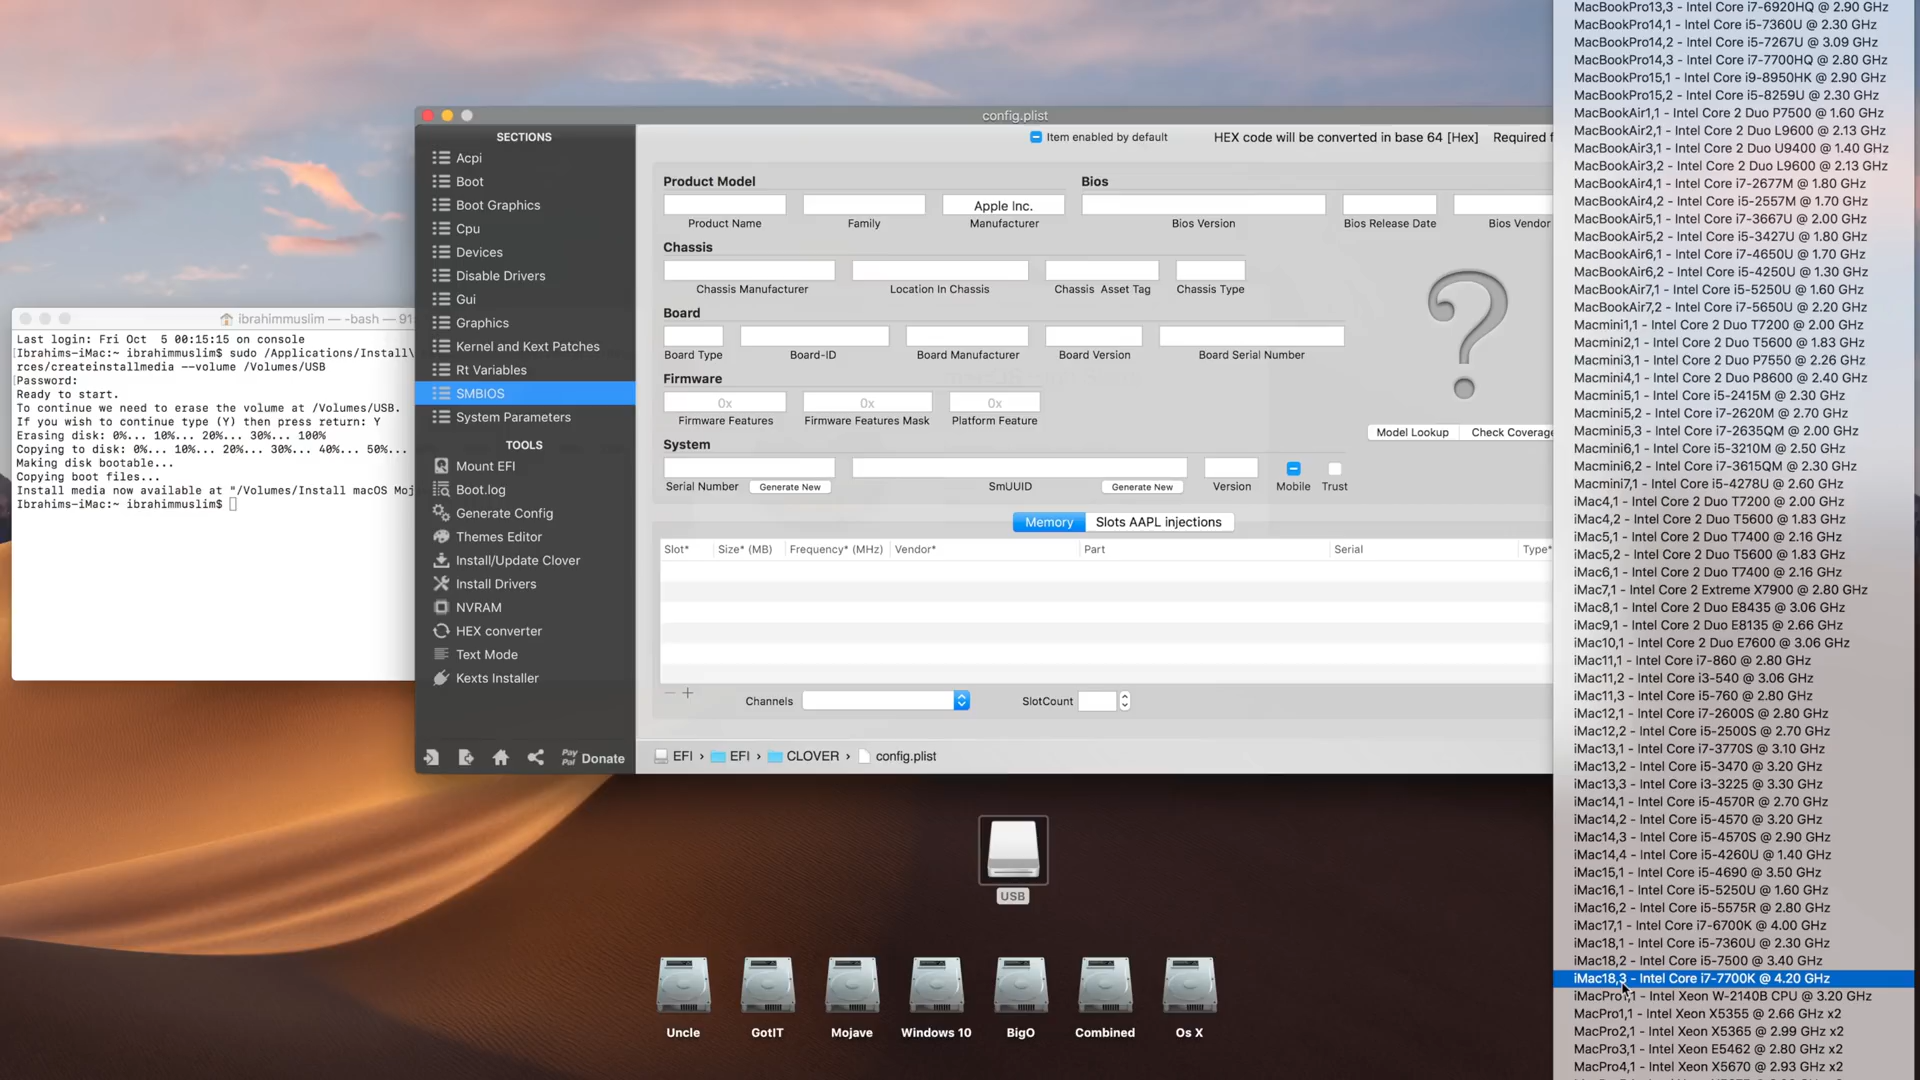 config.plist
SECTIONS
Acpi
Boot
Boot Graphics
Cpu
Devices
Disable Drivers
Gui
Graphics
Kernel and Kext Patches
Rt Variables
SMBIOS
System Parameters
TOOLS
Mount EFI
Boot.log
Generate Config
Themes Editor
Install/Update Clover
Install Drivers
NVRAM
HEX converter
Text Mode
Kexts Installer
Pay Pal Donate
Item enabled by default
HEX code will be converted in base 64 [Hex]
Required f
Product Model
Bios
Apple Inc.
Product Name
Family
Manufacturer
Bios Version
Bios Release Date
Bios Vendor
Chassis
Chassis Manufacturer
Location In Chassis
Chassis Asset Tag
Chassis Type
Board
Board Type
Board-ID
Board Manufacturer
Board Version
Board Serial Number
Firmware
0x
0x
0x
Firmware Features
Firmware Features Mask
Platform Feature
?
Model Lookup
Check Coverage
System
Serial Number
Generate New
SmUUID
Generate New
Version
Mobile
Trust
Memory
Slots AAPL injections
Slot*
Size* (MB)
Frequency* (MHz)
Vendor*
Part
Serial
Type*
− +
Channels
SlotCount
EFI › EFI › CLOVER › config.plist
ibrahimmuslim — -bash — 91
Last login: Fri Oct  5 00:15:15 on console
[Ibrahims-iMac:~ ibrahimmuslim$ sudo /Applications/Install\
rces/createinstallmedia --volume /Volumes/USB
[Password:
Ready to start.
To continue we need to erase the volume at /Volumes/USB.
If you wish to continue type (Y) then press return: Y
Erasing disk: 0%... 10%... 20%... 30%... 100%
Copying to disk: 0%... 10%... 20%... 30%... 40%... 50%...
Making disk bootable...
Copying boot files...
Install media now available at "/Volumes/Install macOS Moj
Ibrahims-iMac:~ ibrahimmuslim$
USB
Uncle
GotIT
Mojave
Windows 10
BigO
Combined
Os X
MacBookPro13,3 - Intel Core i7-6920HQ @ 2.90 GHz
MacBookPro14,1 - Intel Core i5-7360U @ 2.30 GHz
MacBookPro14,2 - Intel Core i5-7267U @ 3.09 GHz
MacBookPro14,3 - Intel Core i7-7700HQ @ 2.80 GHz
MacBookPro15,1 - Intel Core i9-8950HK @ 2.90 GHz
MacBookPro15,2 - Intel Core i5-8259U @ 2.30 GHz
MacBookAir1,1 - Intel Core 2 Duo P7500 @ 1.60 GHz
MacBookAir2,1 - Intel Core 2 Duo L9600 @ 2.13 GHz
MacBookAir3,1 - Intel Core 2 Duo U9400 @ 1.40 GHz
MacBookAir3,2 - Intel Core 2 Duo L9600 @ 2.13 GHz
MacBookAir4,1 - Intel Core i7-2677M @ 1.80 GHz
MacBookAir4,2 - Intel Core i5-2557M @ 1.70 GHz
MacBookAir5,1 - Intel Core i7-3667U @ 2.00 GHz
MacBookAir5,2 - Intel Core i5-3427U @ 1.80 GHz
MacBookAir6,1 - Intel Core i7-4650U @ 1.70 GHz
MacBookAir6,2 - Intel Core i5-4250U @ 1.30 GHz
MacBookAir7,1 - Intel Core i5-5250U @ 1.60 GHz
MacBookAir7,2 - Intel Core i7-5650U @ 2.20 GHz
Macmini1,1 - Intel Core 2 Duo T7200 @ 2.00 GHz
Macmini2,1 - Intel Core 2 Duo T5600 @ 1.83 GHz
Macmini3,1 - Intel Core 2 Duo P7550 @ 2.26 GHz
Macmini4,1 - Intel Core 2 Duo P8600 @ 2.40 GHz
Macmini5,1 - Intel Core i5-2415M @ 2.30 GHz
Macmini5,2 - Intel Core i7-2620M @ 2.70 GHz
Macmini5,3 - Intel Core i7-2635QM @ 2.00 GHz
Macmini6,1 - Intel Core i5-3210M @ 2.50 GHz
Macmini6,2 - Intel Core i7-3615QM @ 2.30 GHz
Macmini7,1 - Intel Core i5-4278U @ 2.60 GHz
iMac4,1 - Intel Core 2 Duo T7200 @ 2.00 GHz
iMac4,2 - Intel Core 2 Duo T5600 @ 1.83 GHz
iMac5,1 - Intel Core 2 Duo T7400 @ 2.16 GHz
iMac5,2 - Intel Core 2 Duo T5600 @ 1.83 GHz
iMac6,1 - Intel Core 2 Duo T7400 @ 2.16 GHz
iMac7,1 - Intel Core 2 Extreme X7900 @ 2.80 GHz
iMac8,1 - Intel Core 2 Duo E8435 @ 3.06 GHz
iMac9,1 - Intel Core 2 Duo E8135 @ 2.66 GHz
iMac10,1 - Intel Core 2 Duo E7600 @ 3.06 GHz
iMac11,1 - Intel Core i7-860 @ 2.80 GHz
iMac11,2 - Intel Core i3-540 @ 3.06 GHz
iMac11,3 - Intel Core i5-760 @ 2.80 GHz
iMac12,1 - Intel Core i7-2600S @ 2.80 GHz
iMac12,2 - Intel Core i5-2500S @ 2.70 GHz
iMac13,1 - Intel Core i7-3770S @ 3.10 GHz
iMac13,2 - Intel Core i5-3470 @ 3.20 GHz
iMac13,3 - Intel Core i3-3225 @ 3.30 GHz
iMac14,1 - Intel Core i5-4570R @ 2.70 GHz
iMac14,2 - Intel Core i5-4570 @ 3.20 GHz
iMac14,3 - Intel Core i5-4570S @ 2.90 GHz
iMac14,4 - Intel Core i5-4260U @ 1.40 GHz
iMac15,1 - Intel Core i5-4690 @ 3.50 GHz
iMac16,1 - Intel Core i5-5250U @ 1.60 GHz
iMac16,2 - Intel Core i5-5575R @ 2.80 GHz
iMac17,1 - Intel Core i7-6700K @ 4.00 GHz
iMac18,1 - Intel Core i5-7360U @ 2.30 GHz
iMac18,2 - Intel Core i5-7500 @ 3.40 GHz
iMac18,3 - Intel Core i7-7700K @ 4.20 GHz
iMacPro1,1 - Intel Xeon W-2140B CPU @ 3.20 GHz
MacPro1,1 - Intel Xeon X5355 @ 2.66 GHz x2
MacPro2,1 - Intel Xeon X5365 @ 2.99 GHz x2
MacPro3,1 - Intel Xeon E5462 @ 2.80 GHz x2
MacPro4,1 - Intel Xeon X5670 @ 2.93 GHz x2